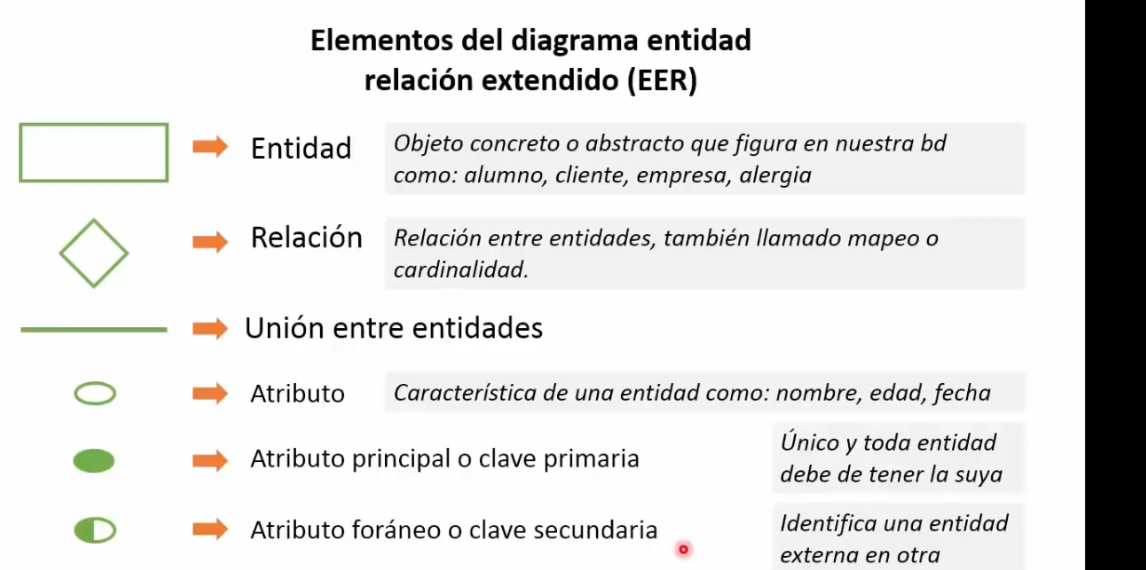 Elementos del diagrama entidad
relación extendido (EER)
Entidad
Objeto concreto o abstracto que figura en nuestra bd
como: alumno, cliente, empresa, alergia
Relación
Relación entre entidades, también llamado mapeo o
cardinalidad.
Unión entre entidades
Atributo
Característica de una entidad como: nombre, edad, fecha
Atributo principal o clave primaria
Único y toda entidad
debe de tener la suya
Atributo foráneo o clave secundaria
Identifica una entidad
externa en otra